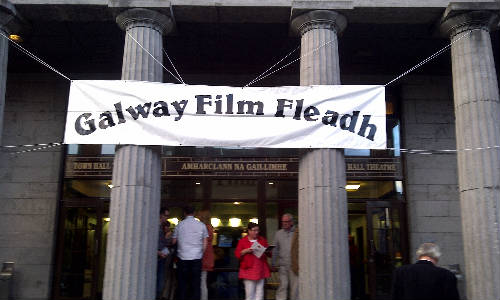 Galway Film Fleadh
TOWN HALL
AMHARCLANN NA GAILLIMHE
HALL THEATRE